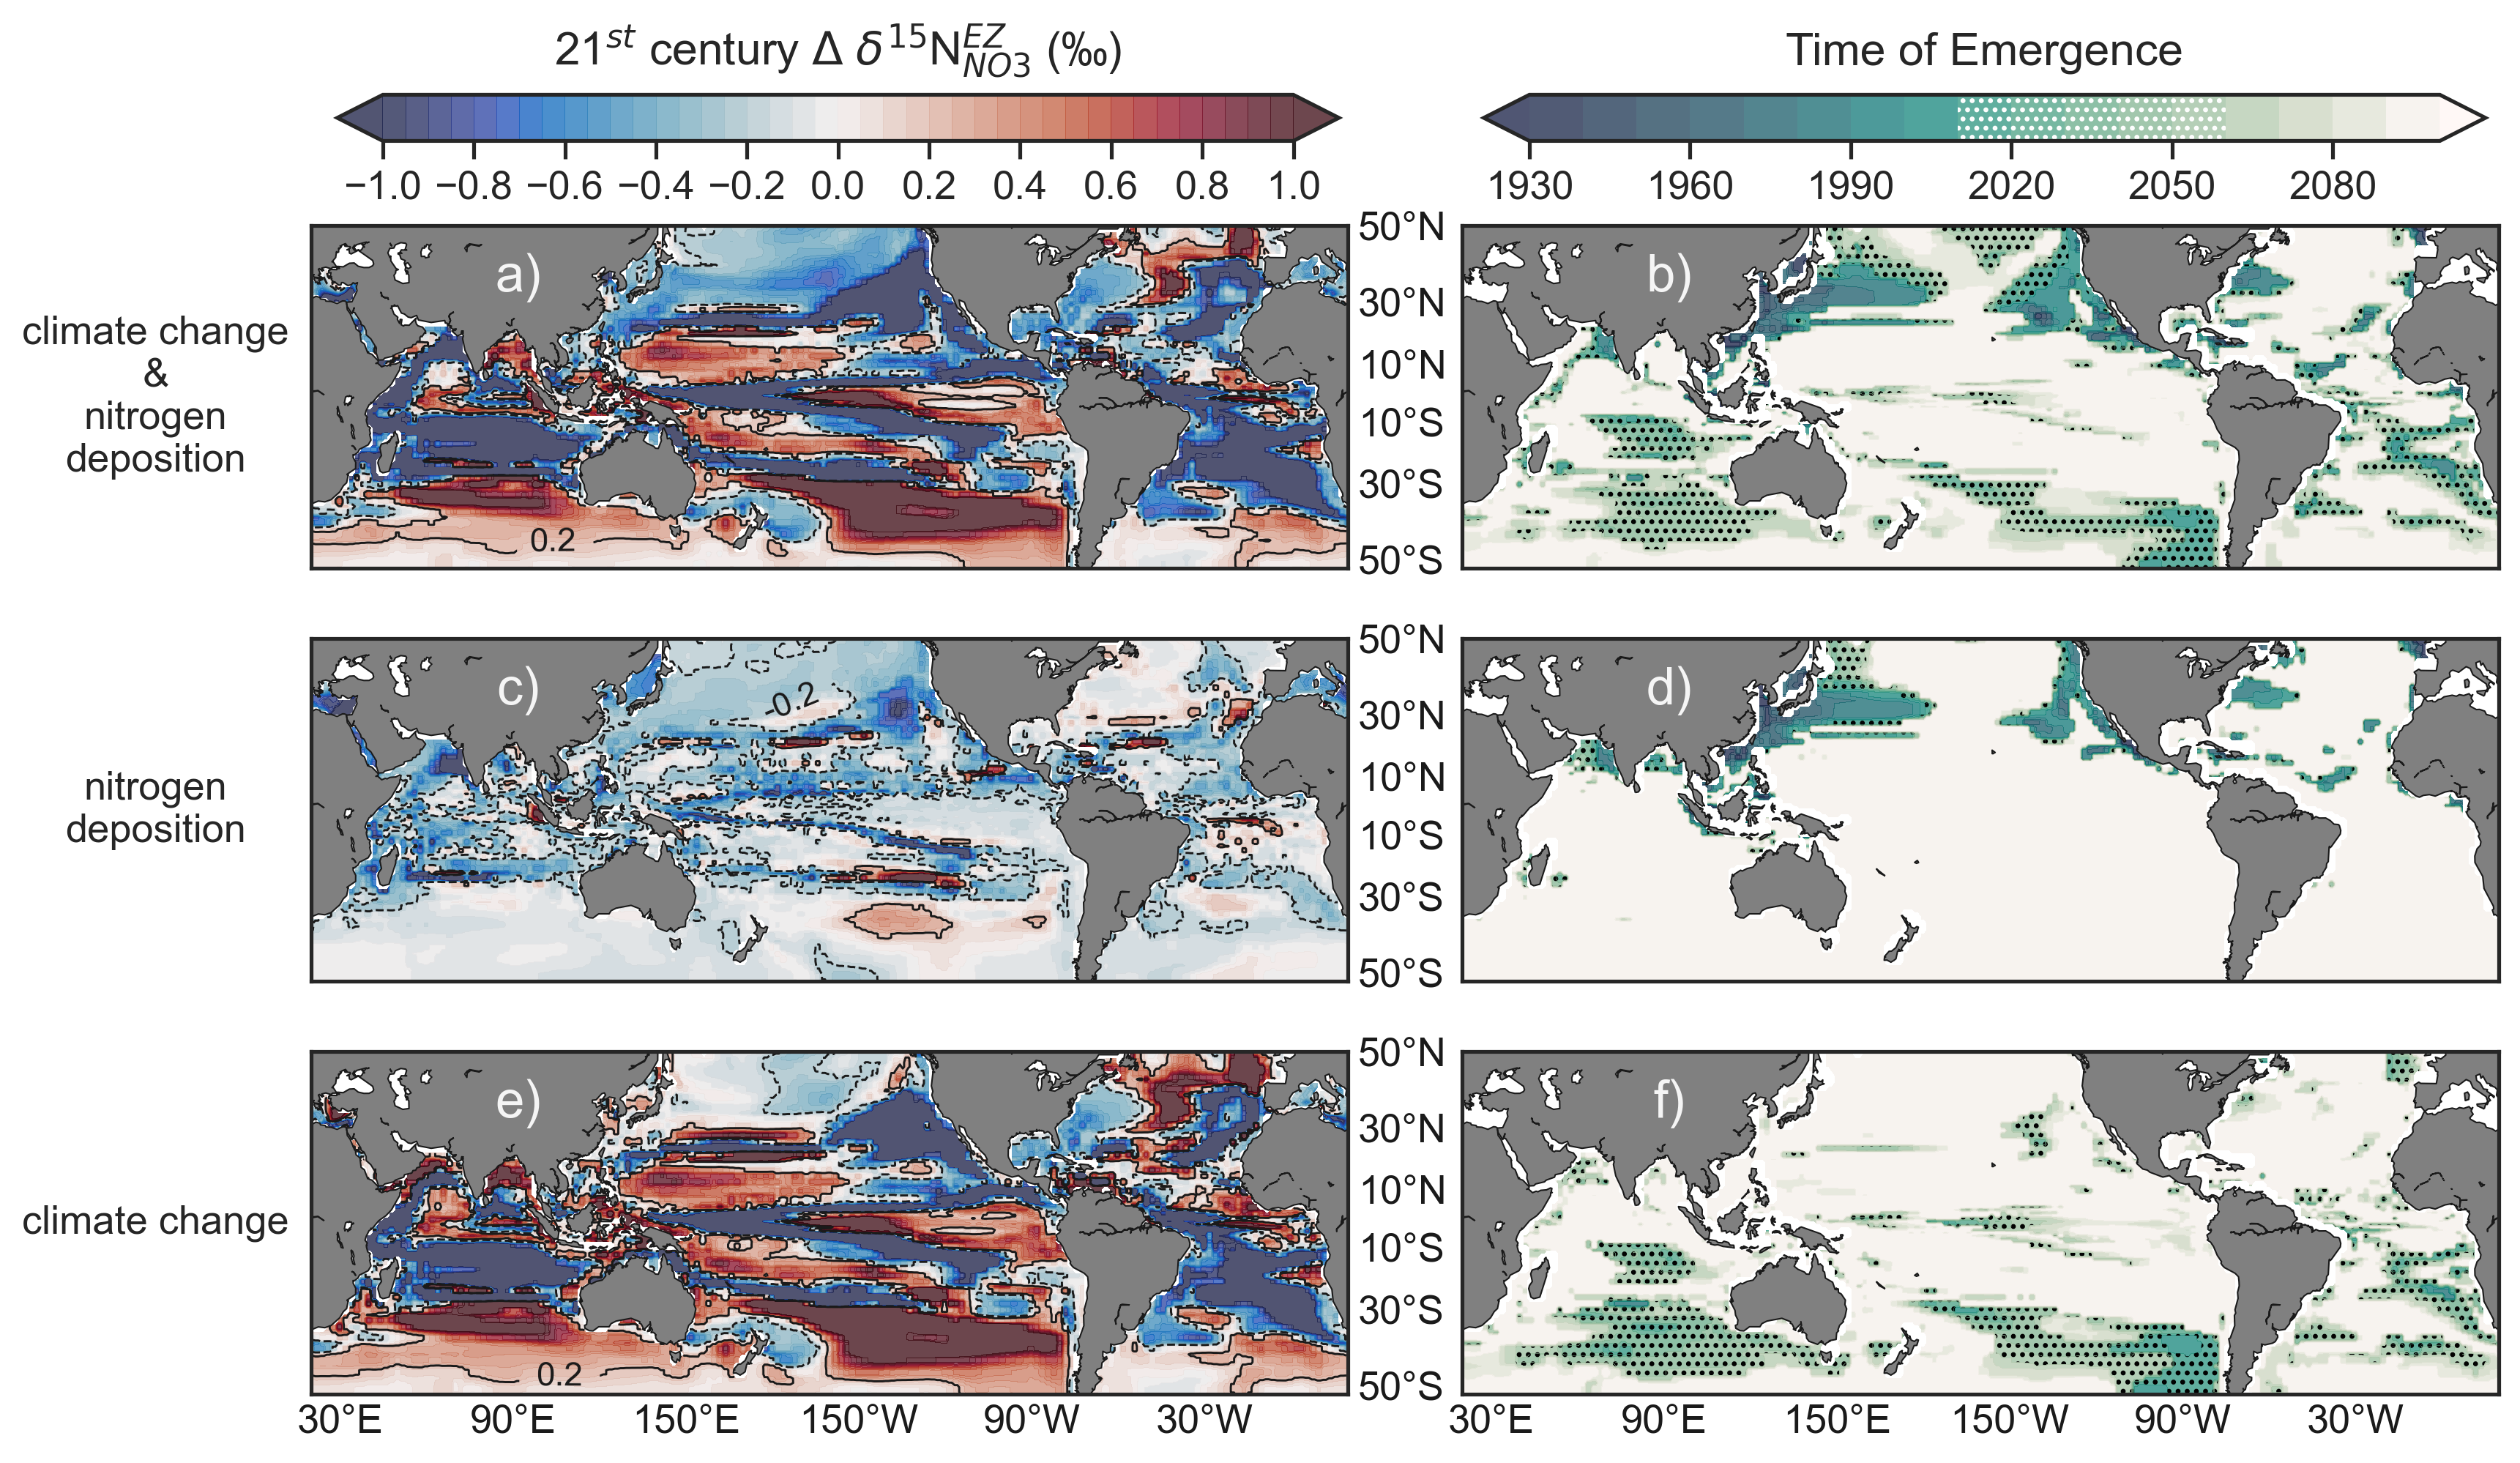 21st century Δ δ15N EZ NO3 (‰)
Time of Emergence
−1.0 −0.8 −0.6 −0.4 −0.2 0.0 0.2 0.4 0.6 0.8 1.0
1930 1960 1990 2020 2050 2080
climate change
&
nitrogen
deposition
a)
0.2
50°N
30°N
10°N
10°S
30°S
50°S
b)
nitrogen
deposition
c)
-0.2
50°N
30°N
10°N
10°S
30°S
50°S
d)
climate change
e)
0.2
50°N
30°N
10°N
10°S
30°S
50°S
f)
30°E 90°E 150°E 150°W 90°W 30°W
30°E 90°E 150°E 150°W 90°W 30°W